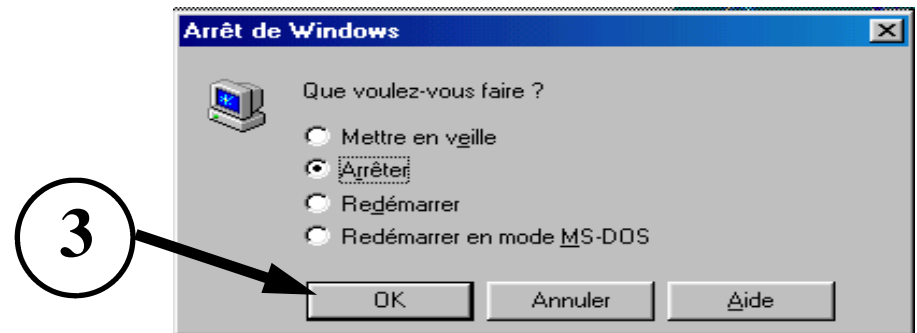 Arrêt de Windows
Que voulez-vous faire ?
Mettre en veille
Arrêter
Redémarrer
Redémarrer en mode MS-DOS
3
OK Annuler Aide